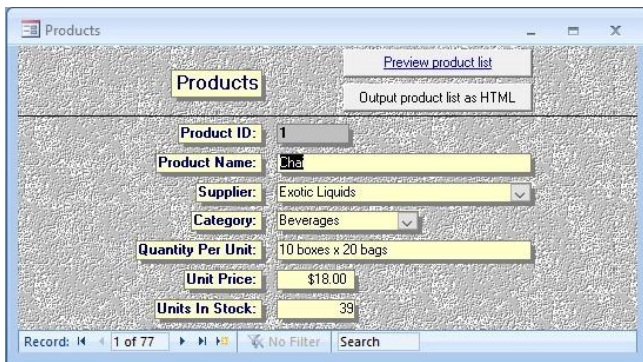 Products
Preview product list
Products
Output product list as HTML
Product ID: 1
Product Name: Chai
Supplier: Exotic Liquids
Category: Beverages
Quantity Per Unit: 10 boxes x 20 bags
Unit Price: $18.00
Units In Stock: 39
Record: 1 of 77 No Filter Search